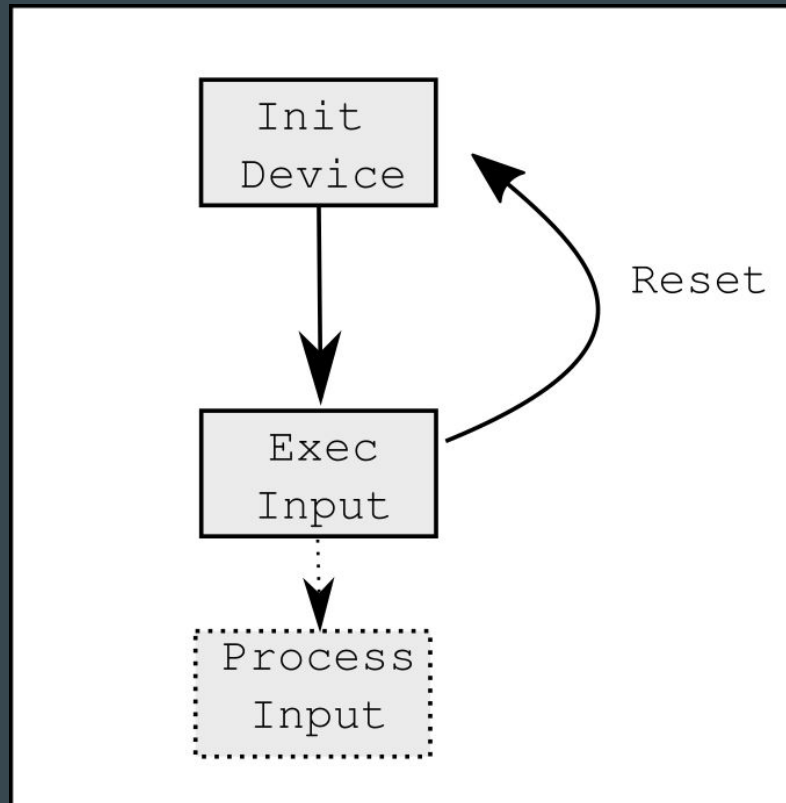 Init
Device
Reset
Exec
Input
Process
Input